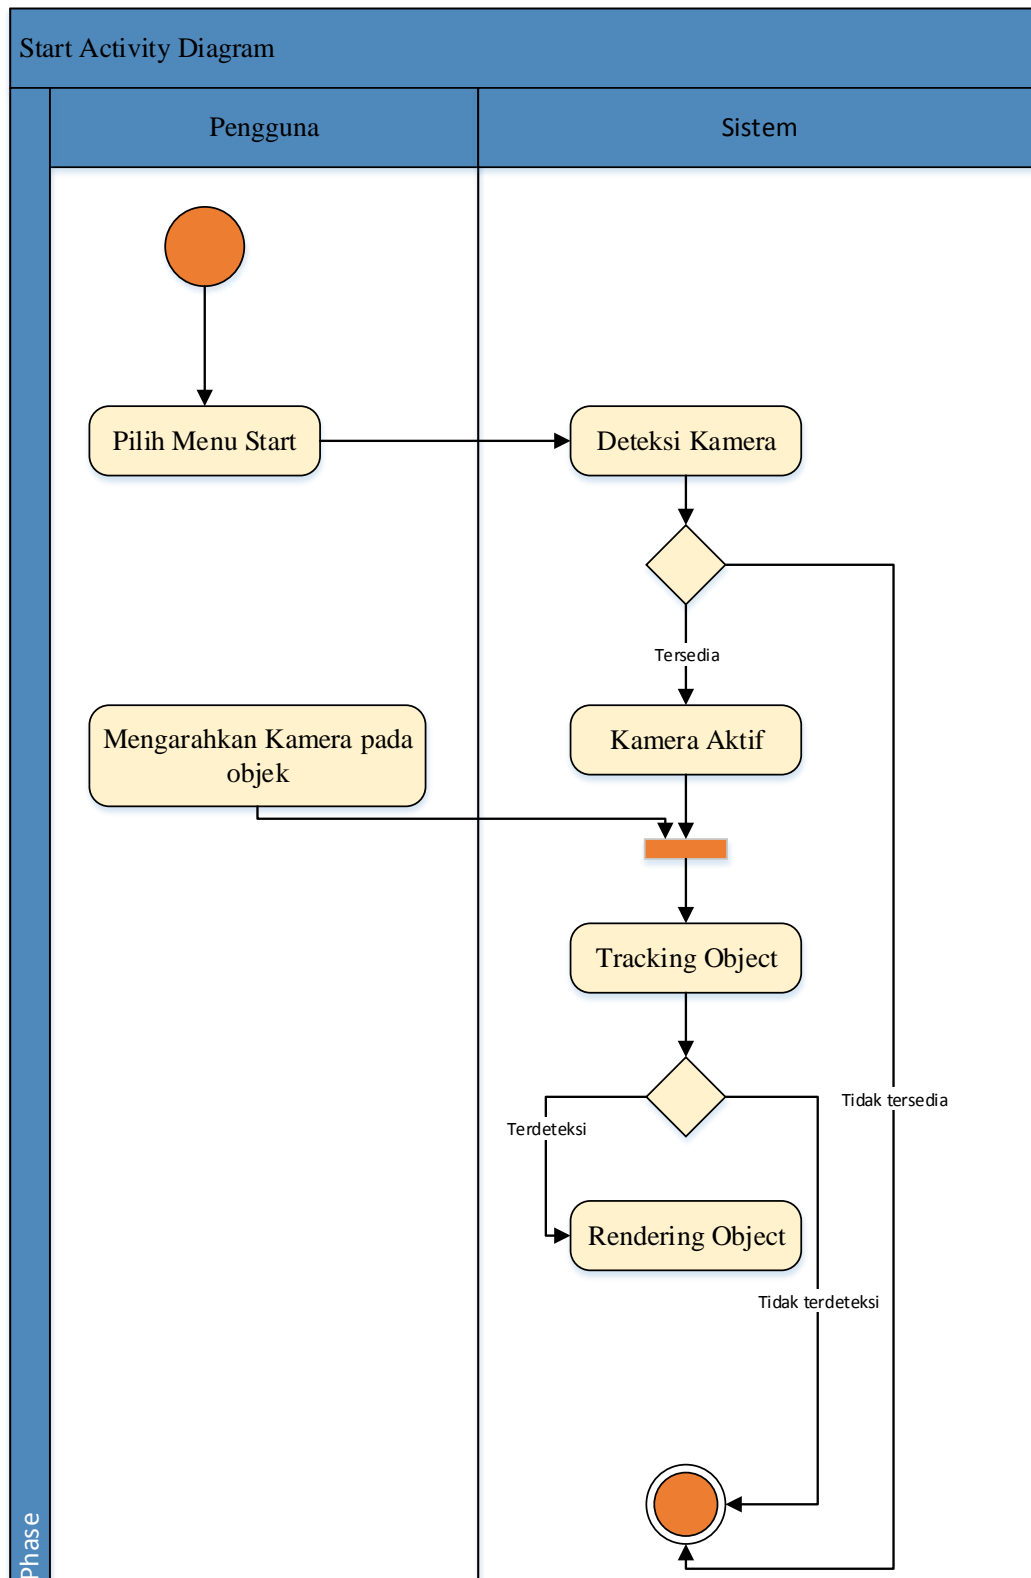 Start Activity Diagram
Pengguna
Sistem
Pilih Menu Start
Deteksi Kamera
Tersedia
Mengarahkan Kamera pada
objek
Kamera Aktif
Tracking Object
Tidak tersedia
Terdeteksi
Rendering Object
Tidak terdeteksi
Phase